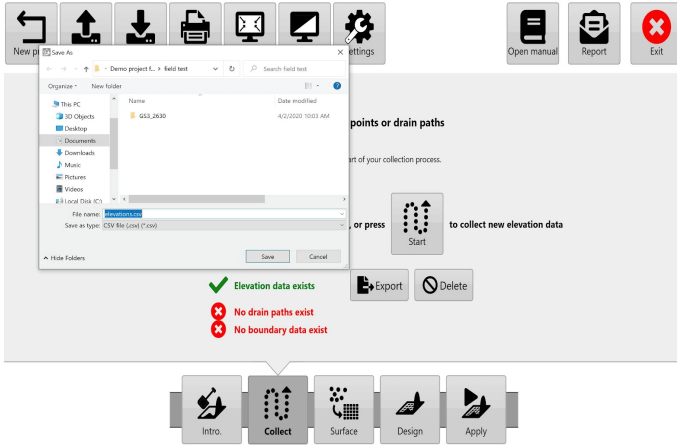 New pr
ettings
Open manual
Report
Exit
Save As
Demo project f... > field test
Search field test
Organize
New folder
This PC
3D Objects
Desktop
Documents
Downloads
Music
Pictures
Videos
Local Disk (C:)
Name
Date modified
GS3_2630
4/2/2020 10:03 AM
File name: elevations.csv
Save as type: CSV file (.csv) (*.csv)
Hide Folders
Save
Cancel
points or drain paths
art of your collection process.
, or press
Start
to collect new elevation data
Elevation data exists
Export
Delete
No drain paths exist
No boundary data exist
Intro.
Collect
Surface
Design
Apply